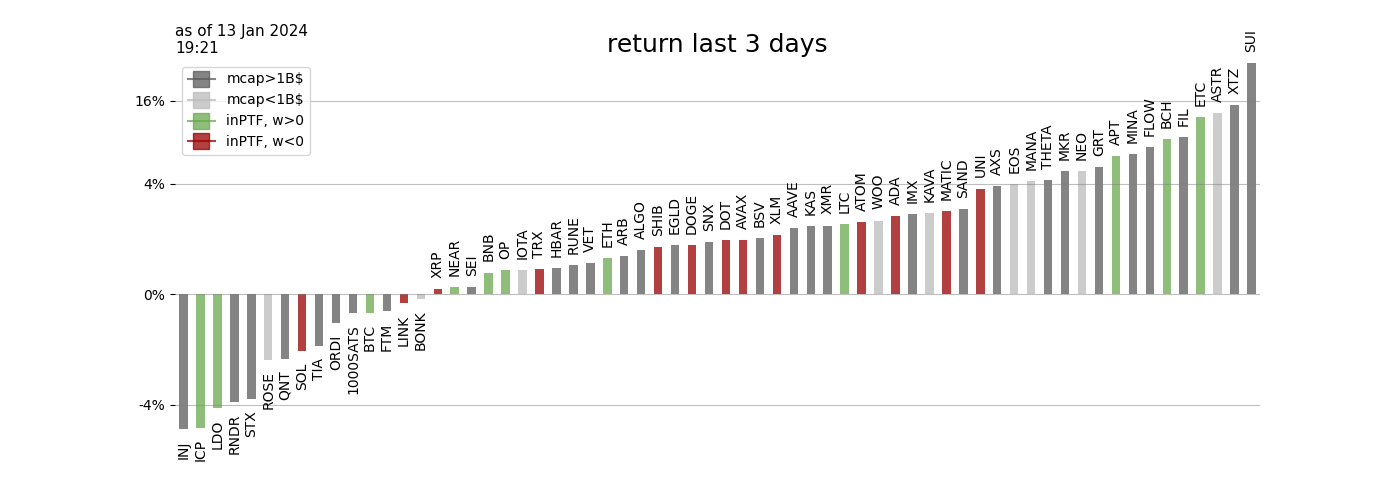 as of 13 Jan 2024
19:21
return last 3 days
mcap>1B$
mcap<1B$
inPTF, w>0
inPTF, w<0
16%
4%
0%
-4%
INJ
ICP
LDO
RNDR
STX
ROSE
QNT
SOL
TIA
ORDI
1000SATS
BTC
FTM
LINK
BONK
XRP
NEAR
SEI
BNB
OP
IOTA
TRX
HBAR
RUNE
VET
ETH
ARB
ALGO
SHIB
EGLD
DOGE
SNX
DOT
AVAX
BSV
XLM
AAVE
KAS
XMR
LTC
ATOM
WOO
ADA
IMX
KAVA
MATIC
SAND
UNI
AXS
EOS
MANA
THETA
MKR
NEO
GRT
APT
MINA
FLOW
BCH
FIL
ETC
ASTR
XTZ
SUI